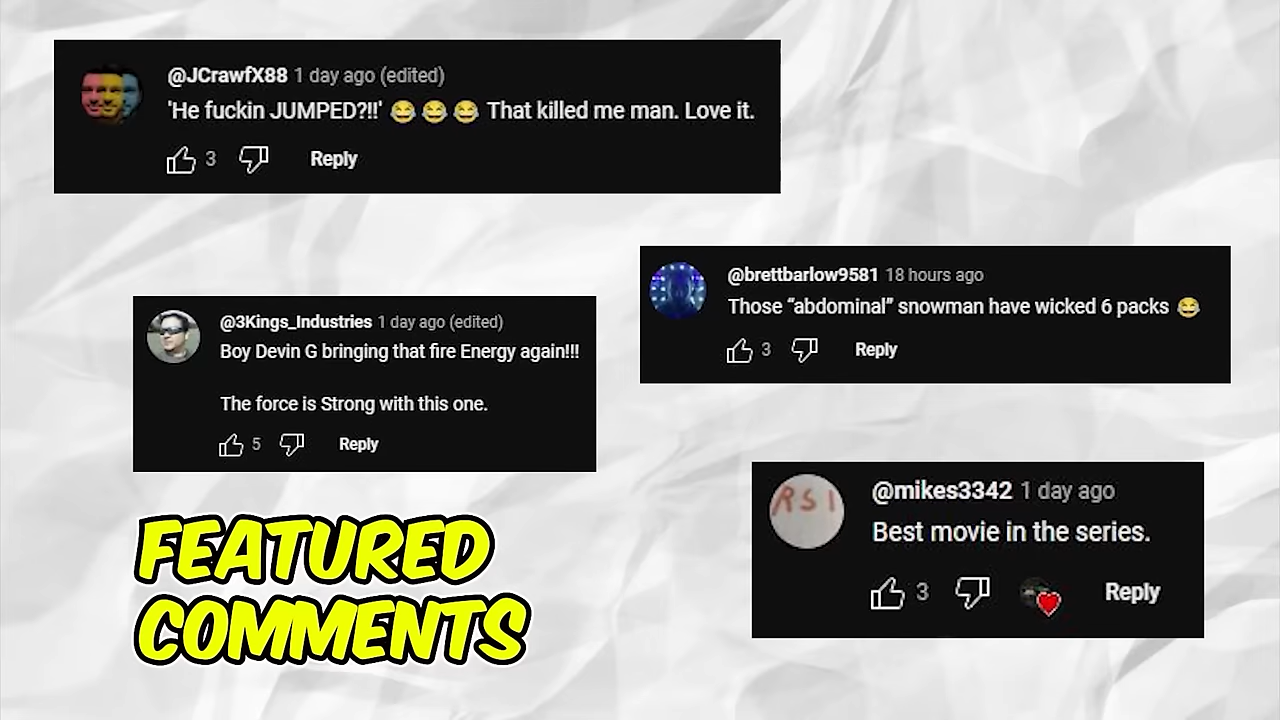 @JCrawfX88 1 day ago (edited)
'He fuckin JUMPED?!!' 😂 😂 😂 That killed me man. Love it.
3 Reply
@brettbarlow9581 18 hours ago
Those “abdominal” snowman have wicked 6 packs 😂
3 Reply
@3Kings_Industries 1 day ago (edited)
Boy Devin G bringing that fire Energy again!!!
The force is Strong with this one.
5 Reply
RSI
@mikes3342 1 day ago
Best movie in the series.
3 Reply
FEATURED
COMMENTS